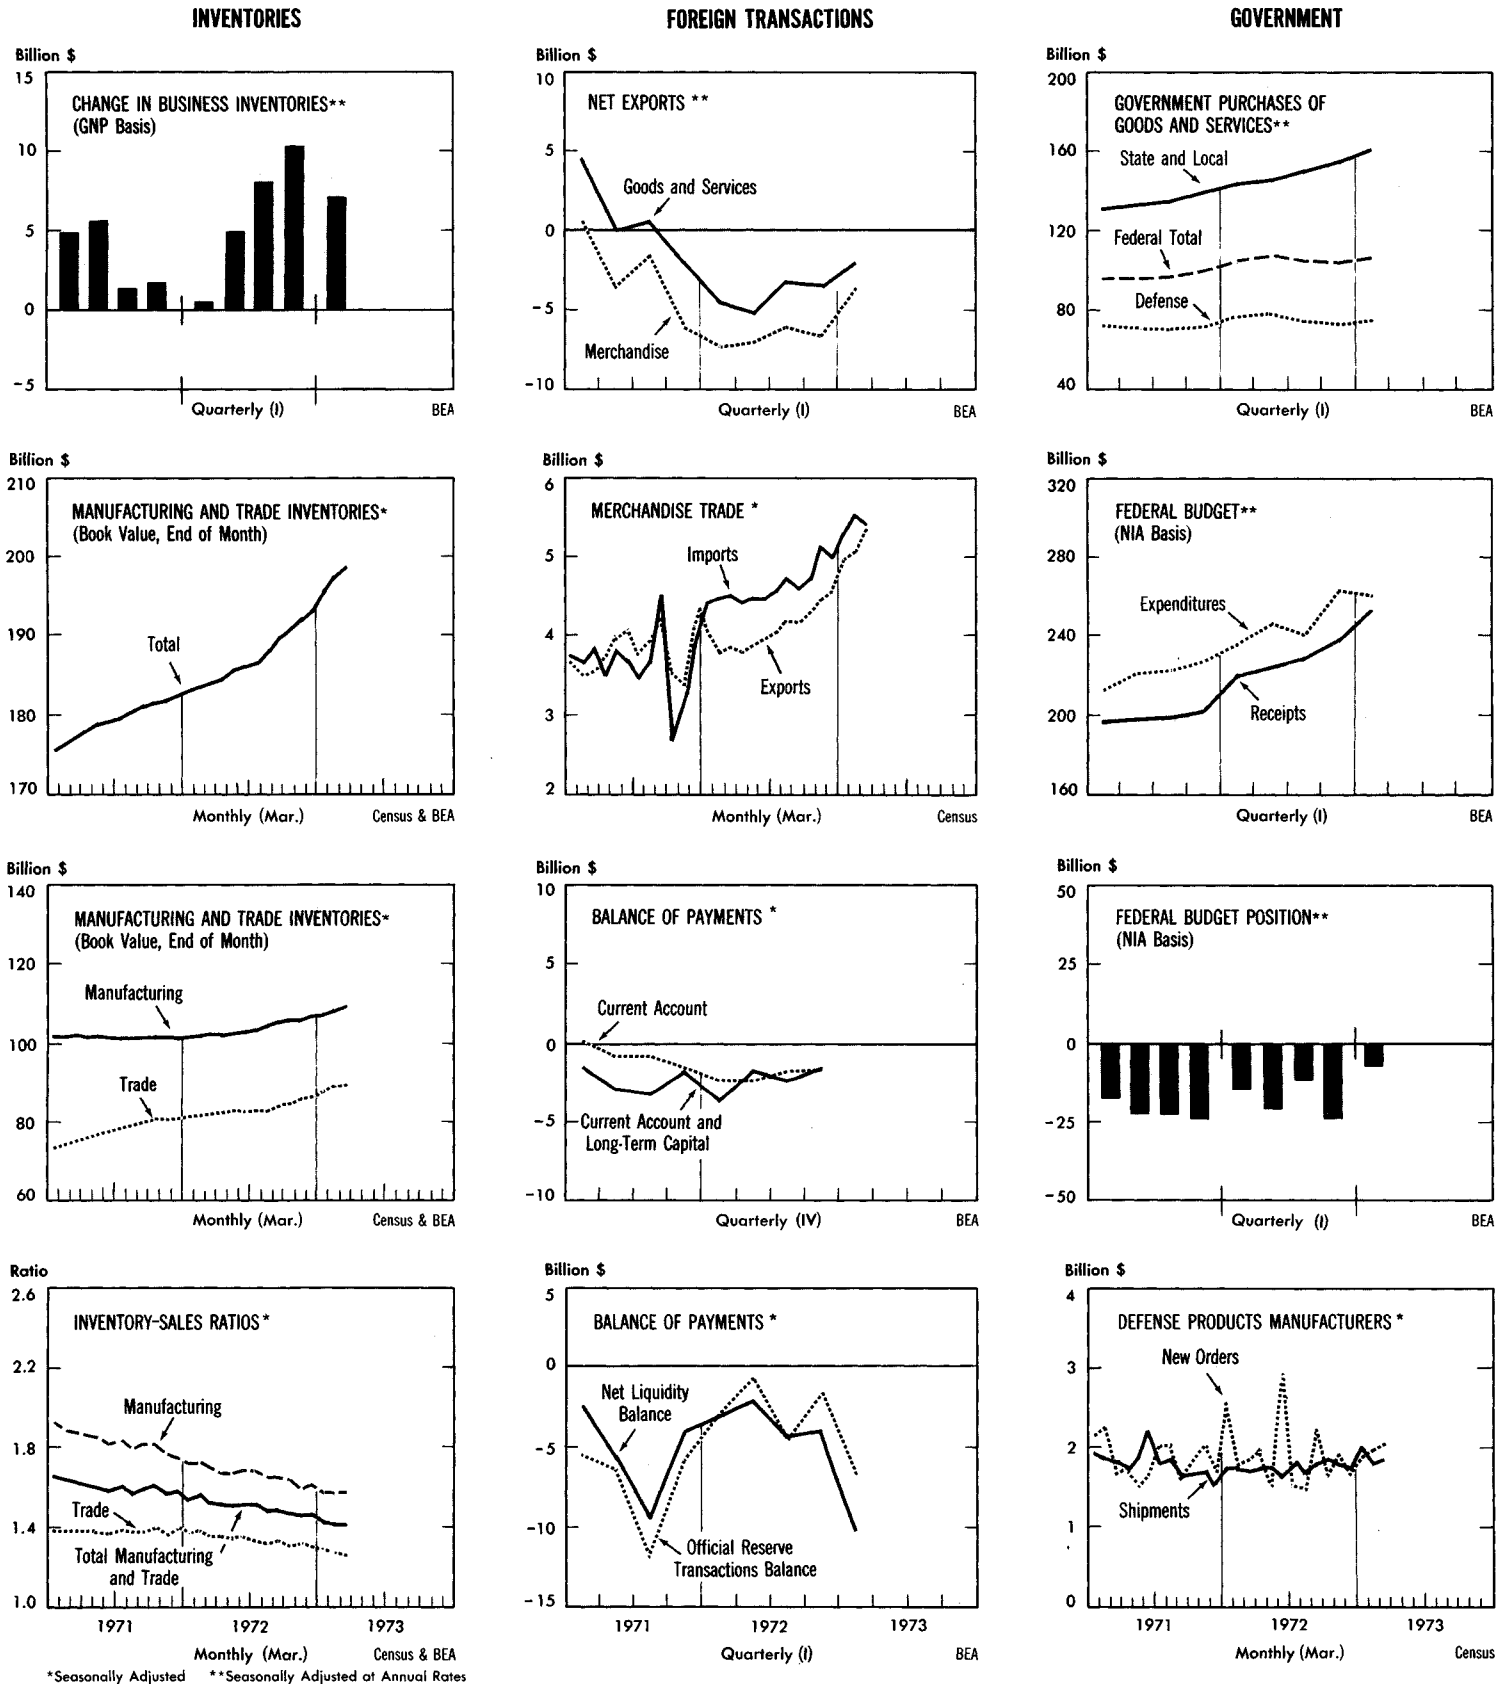 INVENTORIES
Billion $
15
10
5
0
-5
CHANGE IN BUSINESS INVENTORIES**
(GNP Basis)
Quarterly (I)
BEA
Billion $
210
200
190
180
170
MANUFACTURING AND TRADE INVENTORIES*
(Book Value, End of Month)
Total
Monthly (Mar.)
Census & BEA
Billion $
140
120
100
80
60
MANUFACTURING AND TRADE INVENTORIES*
(Book Value, End of Month)
Manufacturing
Trade
Monthly (Mar.)
Census & BEA
Ratio
2.6
2.2
1.8
1.4
1.0
INVENTORY-SALES RATIOS*
Manufacturing
Trade
Total Manufacturing
and Trade
1971
1972
1973
Monthly (Mar.)
Census & BEA
FOREIGN TRANSACTIONS
Billion $
10
5
0
-5
-10
NET EXPORTS **
Goods and Services
Merchandise
Quarterly (I)
BEA
Billion $
6
5
4
3
2
MERCHANDISE TRADE *
Imports
Exports
Monthly (Mar.)
Census
Billion $
10
5
0
-5
-10
BALANCE OF PAYMENTS *
Current Account
Current Account and
Long-Term Capital
Quarterly (IV)
BEA
Billion $
5
0
-5
-10
-15
BALANCE OF PAYMENTS *
Net Liquidity
Balance
Official Reserve
Transactions Balance
1971
1972
1973
Quarterly (I)
BEA
GOVERNMENT
Billion $
200
160
120
80
40
GOVERNMENT PURCHASES OF
GOODS AND SERVICES**
State and Local
Federal Total
Defense
Quarterly (I)
BEA
Billion $
320
280
240
200
160
FEDERAL BUDGET**
(NIA Basis)
Expenditures
Receipts
Quarterly (I)
BEA
Billion $
50
25
0
-25
-50
FEDERAL BUDGET POSITION**
(NIA Basis)
Quarterly (I)
BEA
Billion $
4
3
2
1
0
DEFENSE PRODUCTS MANUFACTURERS *
New Orders
Shipments
1971
1972
1973
Monthly (Mar.)
Census
*Seasonally Adjusted **Seasonally Adjusted at Annual Rates